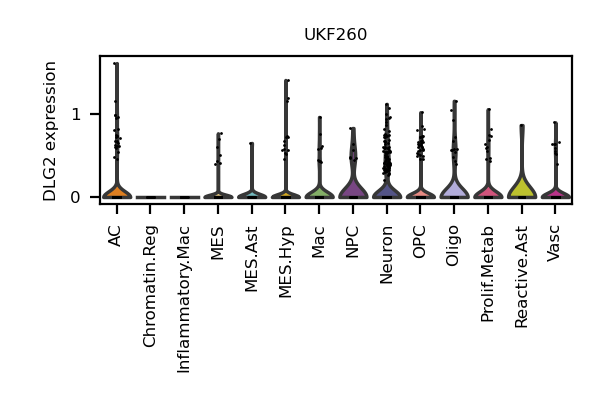 UKF260
DLG2 expression
1
0
AC
Chromatin.Reg
Inflammatory.Mac
MES
MES.Ast
MES.Hyp
Mac
NPC
Neuron
OPC
Oligo
Prolif.Metab
Reactive.Ast
Vasc